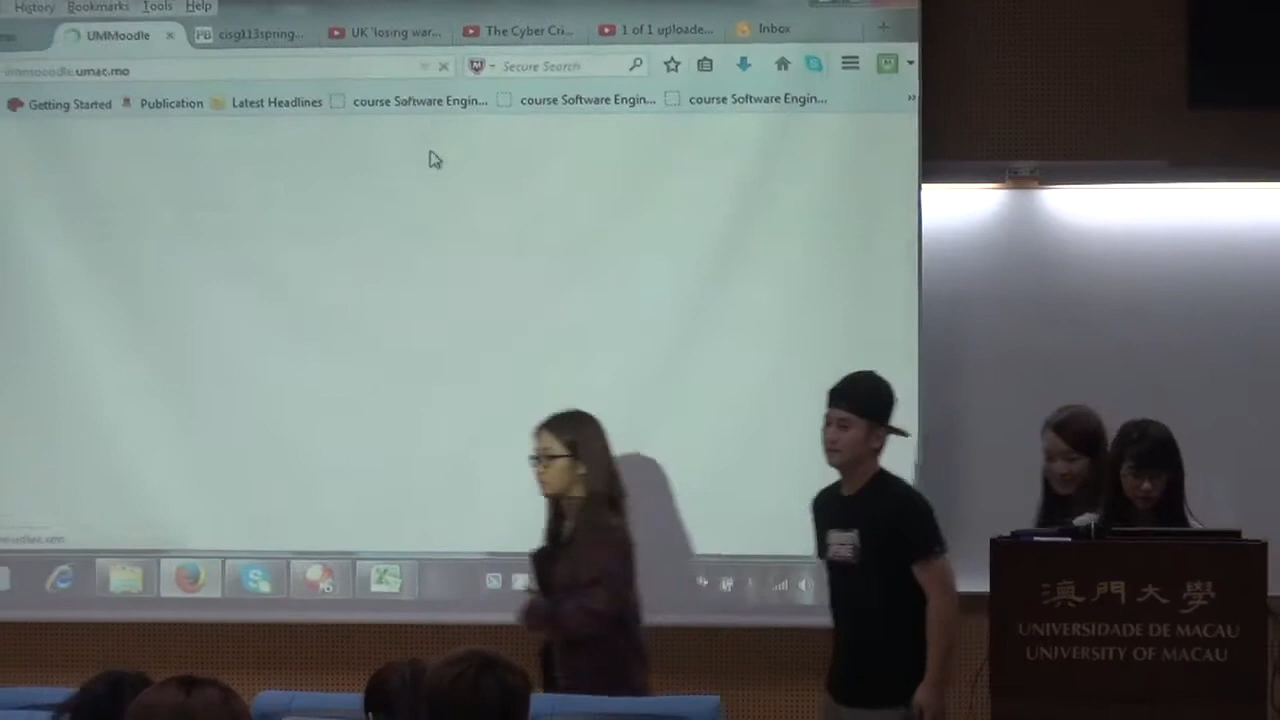 History Bookmarks Tools Help
UMMoodle
cisg113spring...
UK 'losing war...
The Cyber Cri...
1 of 1 uploade...
Inbox
ummoodle.umac.mo
Secure Search
Getting Started
Publication
Latest Headlines
course Software Engin...
course Software Engin...
course Software Engin...
澳門大學
UNIVERSIDADE DE MACAU
UNIVERSITY OF MACAU